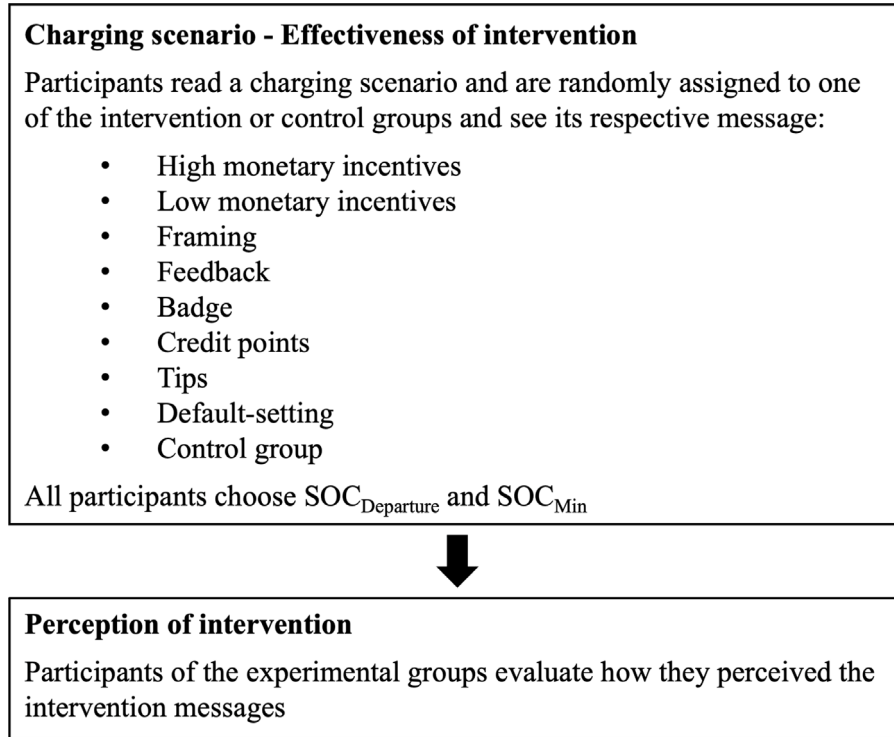 Charging scenario - Effectiveness of intervention
Participants read a charging scenario and are randomly assigned to one
of the intervention or control groups and see its respective message:
• High monetary incentives
• Low monetary incentives
• Framing
• Feedback
• Badge
• Credit points
• Tips
• Default-setting
• Control group
All participants choose SOC_Departure and SOC_Min
Perception of intervention
Participants of the experimental groups evaluate how they perceived the
intervention messages